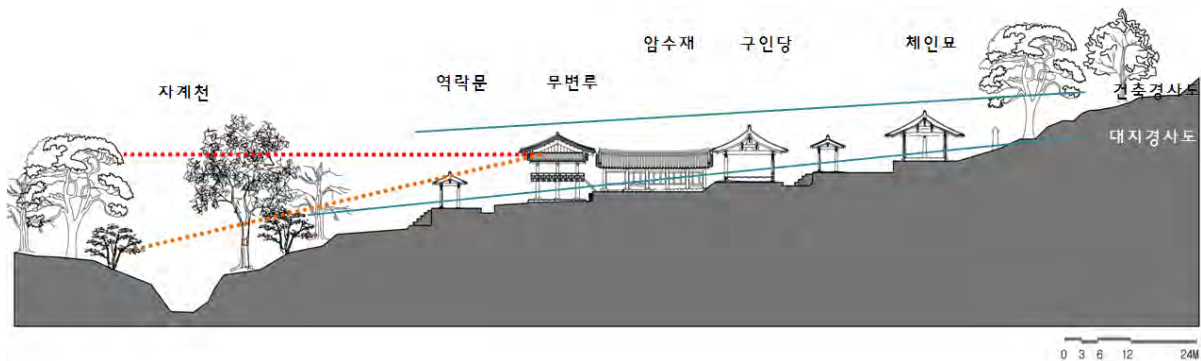 암수재 구인당 체인묘
역락문 무변루
자계천
건축경사도
대지경사도
0 3 6 12 24M